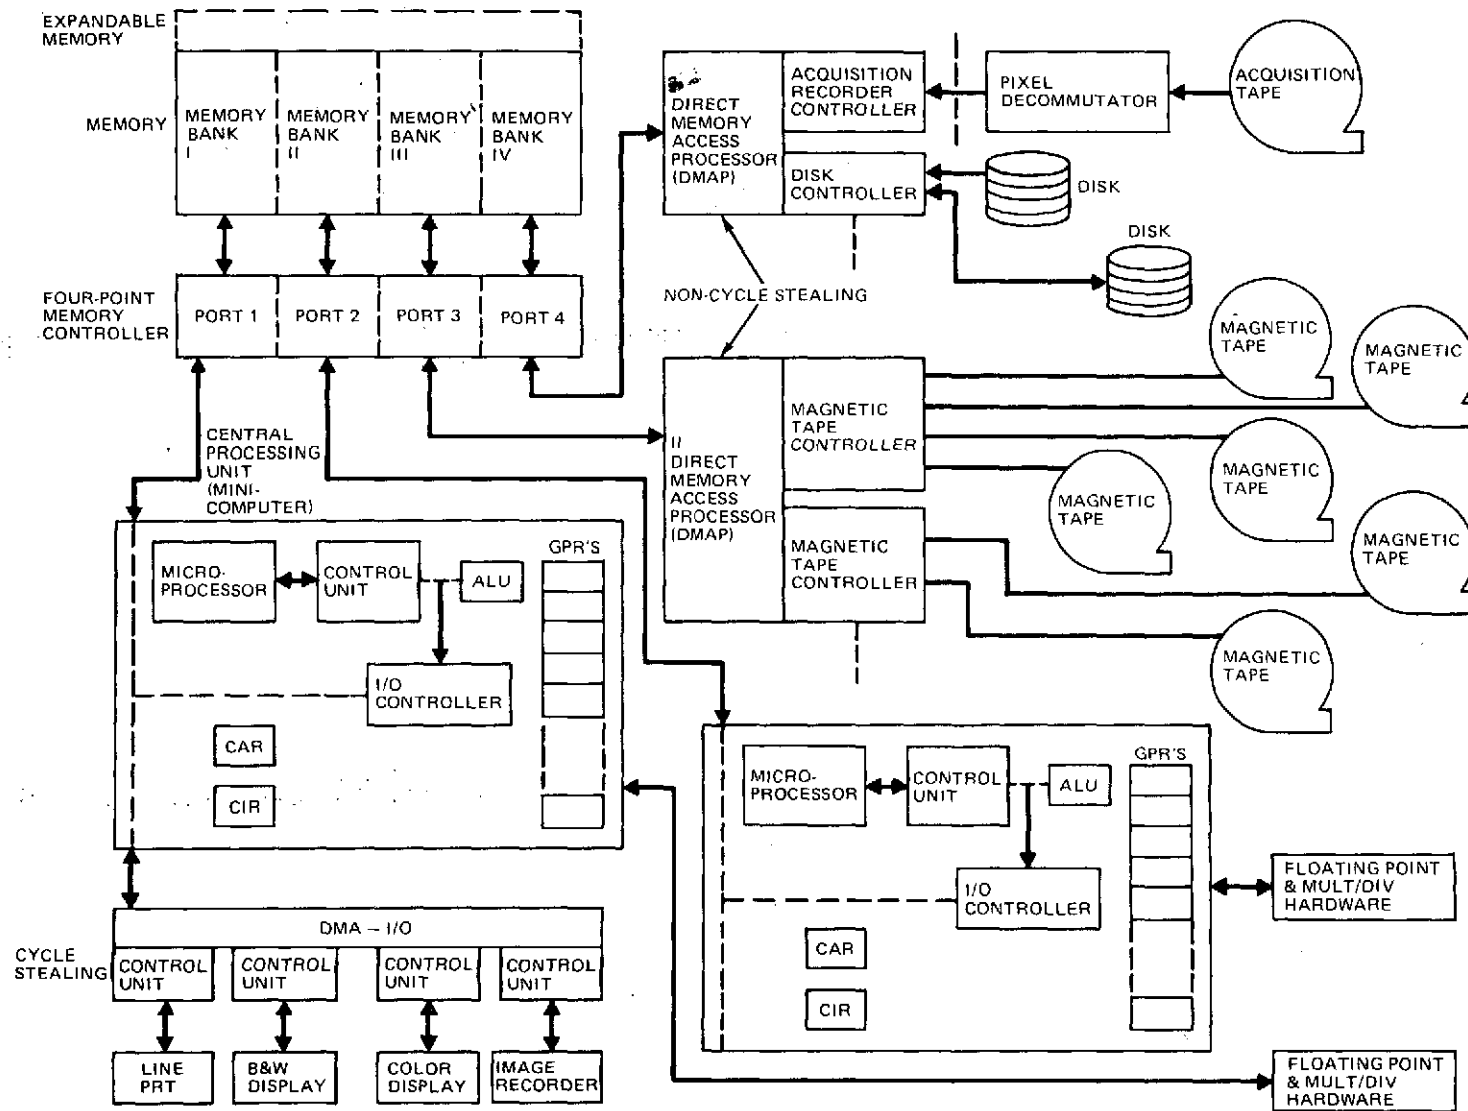 EXPANDABLE
MEMORY
MEMORY
MEMORY
BANK
I
MEMORY
BANK
II
MEMORY
BANK
III
MEMORY
BANK
IV
FOUR-POINT
MEMORY
CONTROLLER
PORT 1
PORT 2
PORT 3
PORT 4
DIRECT
MEMORY
ACCESS
PROCESSOR
(DMAP)
ACQUISITION
RECORDER
CONTROLLER
DISK
CONTROLLER
PIXEL
DECOMMUTATOR
ACQUISITION
TAPE
DISK
DISK
NON-CYCLE STEALING
II
DIRECT
MEMORY
ACCESS
PROCESSOR
(DMAP)
MAGNETIC
TAPE
CONTROLLER
MAGNETIC
TAPE
CONTROLLER
MAGNETIC
TAPE
MAGNETIC
TAPE
MAGNETIC
TAPE
MAGNETIC
TAPE
MAGNETIC
TAPE
MAGNETIC
TAPE
CENTRAL
PROCESSING
UNIT
(MINI-
COMPUTER)
MICRO-
PROCESSOR
CONTROL
UNIT
ALU
GPR'S
I/O
CONTROLLER
CAR
CIR
MICRO-
PROCESSOR
CONTROL
UNIT
ALU
GPR'S
I/O
CONTROLLER
CAR
CIR
FLOATING POINT
& MULT/DIV
HARDWARE
FLOATING POINT
& MULT/DIV
HARDWARE
DMA – I/O
CYCLE
STEALING
CONTROL
UNIT
CONTROL
UNIT
CONTROL
UNIT
CONTROL
UNIT
LINE
PRT
B&W
DISPLAY
COLOR
DISPLAY
IMAGE
RECORDER